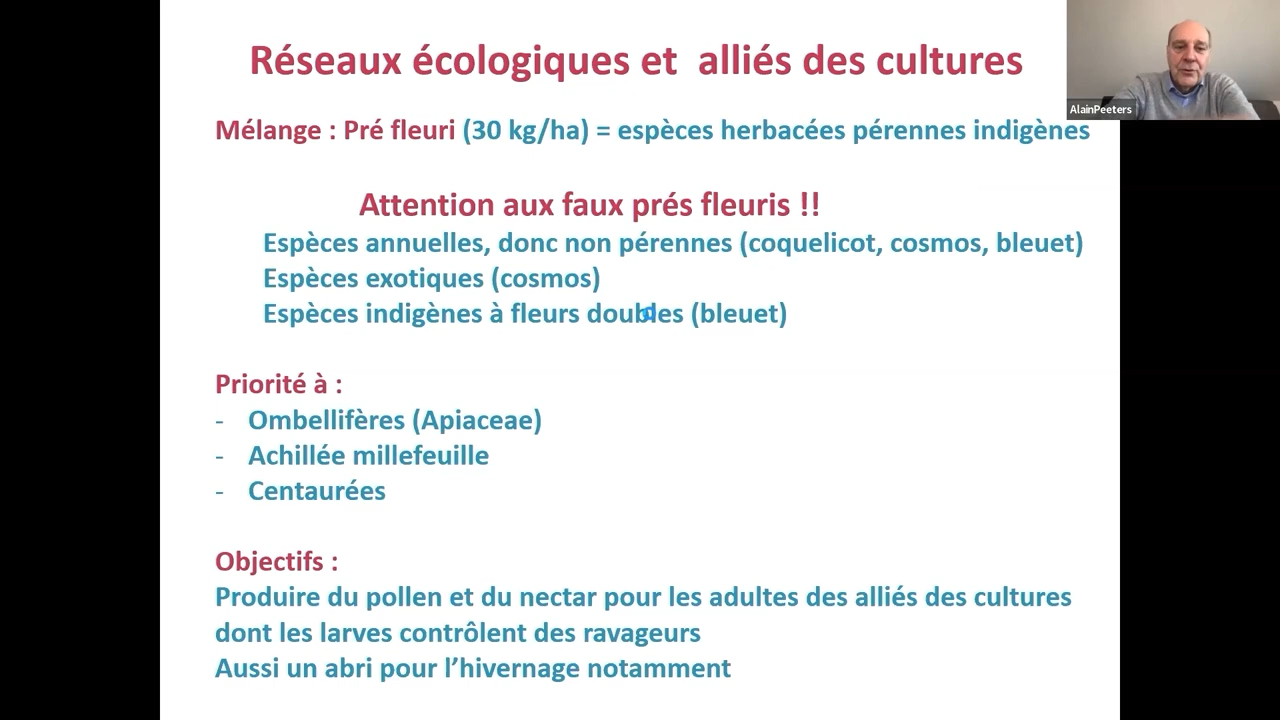 Réseaux écologiques et alliés des cultures
AlainPeeters
Mélange : Pré fleuri (30 kg/ha) = espèces herbacées pérennes indigènes
Attention aux faux prés fleuris !!
Espèces annuelles, donc non pérennes (coquelicot, cosmos, bleuet)
Espèces exotiques (cosmos)
Espèces indigènes à fleurs doubles (bleuet)
Priorité à :
- Ombellifères (Apiaceae)
- Achillée millefeuille
- Centaurées
Objectifs :
Produire du pollen et du nectar pour les adultes des alliés des cultures
dont les larves contrôlent des ravageurs
Aussi un abri pour l’hivernage notamment